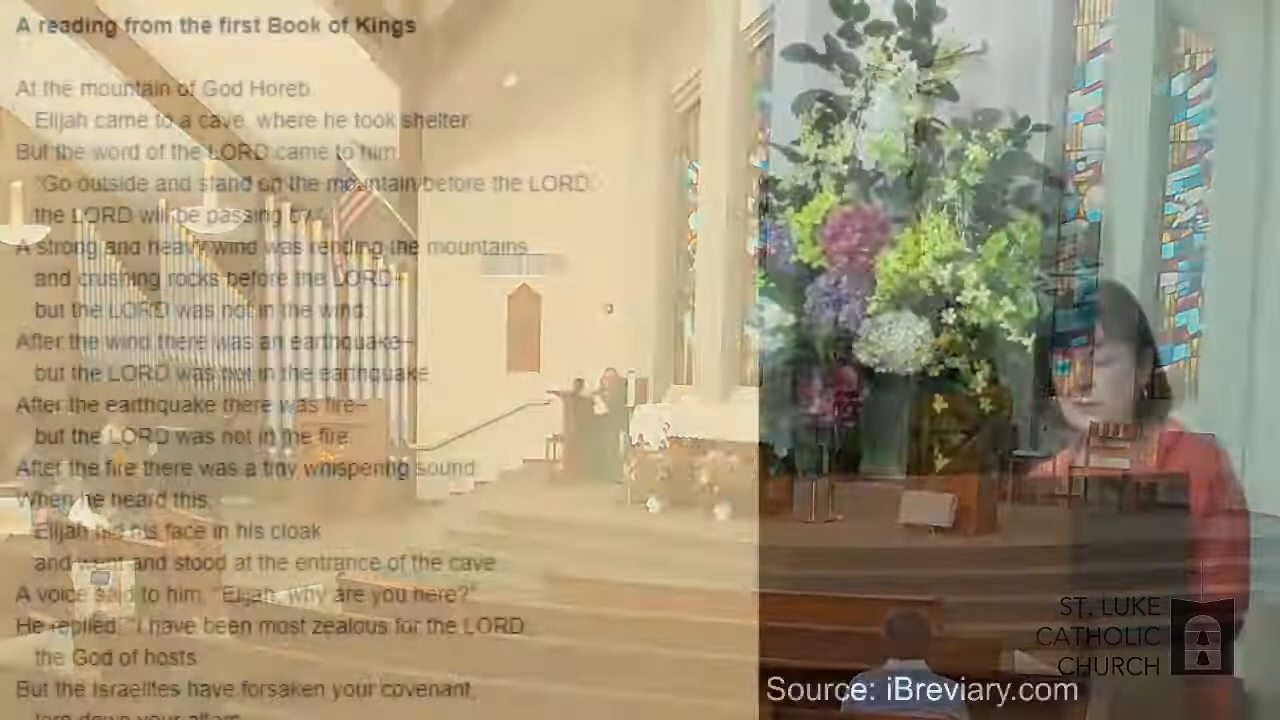 A reading from the first Book of Kings
At the mountain of God Horeb
Elijah came to a cave, where he took shelter.
But the word of the LORD came to him,
"Go outside and stand on the mountain before the LORD;
the LORD will be passing by."
A strong and heavy wind was rending the mountains
and crushing rocks before the LORD–
but the LORD was not in the wind.
After the wind there was an earthquake–
but the LORD was not in the earthquake.
After the earthquake there was fire–
but the LORD was not in the fire.
After the fire there was a tiny whispering sound.
When he heard this,
Elijah hid his face in his cloak
and went and stood at the entrance of the cave.
A voice said to him, "Elijah, why are you here?"
He replied, "I have been most zealous for the LORD,
the God of hosts.
But the Israelites have forsaken your covenant,
torn down your altars,
ST. LUKE
CATHOLIC
CHURCH
Source: iBreviary.com